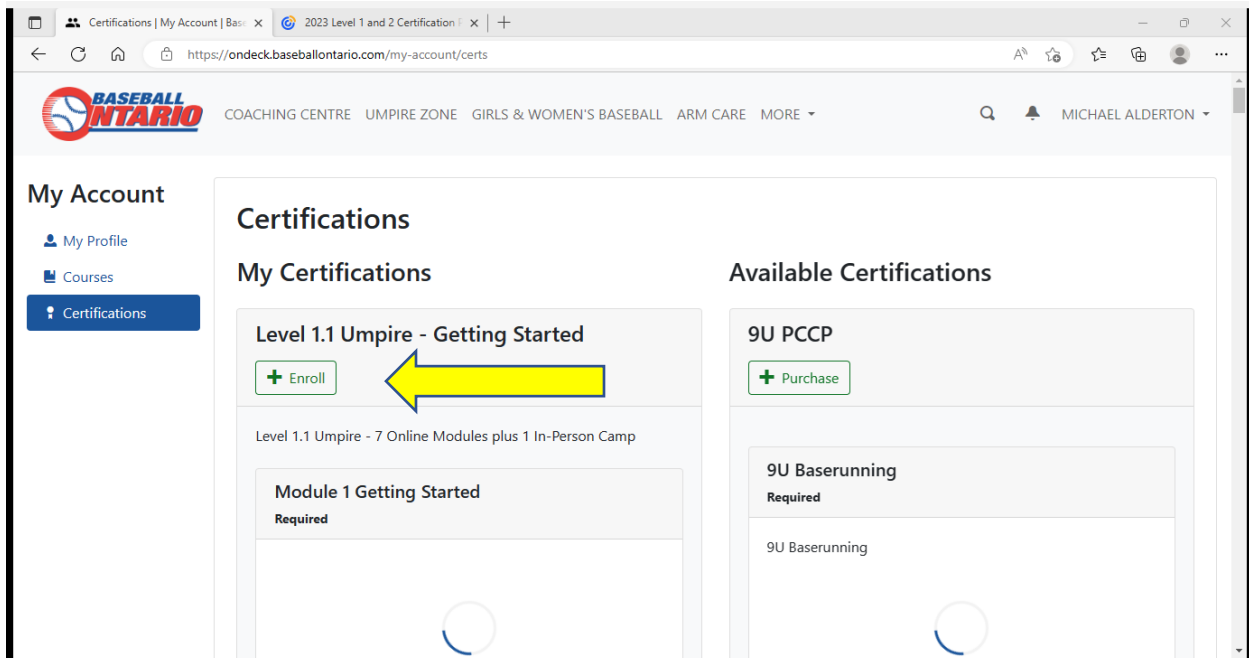 Certifications | My Account | Base
2023 Level 1 and 2 Certification
https://ondeck.baseballontario.com/my-account/certs
BASEBALL
ONTARIO
COACHING CENTRE UMPIRE ZONE GIRLS & WOMEN'S BASEBALL ARM CARE MORE
MICHAEL ALDERTON
My Account
My Profile
Courses
Certifications
Certifications
My Certifications
Level 1.1 Umpire - Getting Started
Enroll
Level 1.1 Umpire - 7 Online Modules plus 1 In-Person Camp
Module 1 Getting Started
Required
Available Certifications
9U PCCP
Purchase
9U Baserunning
Required
9U Baserunning